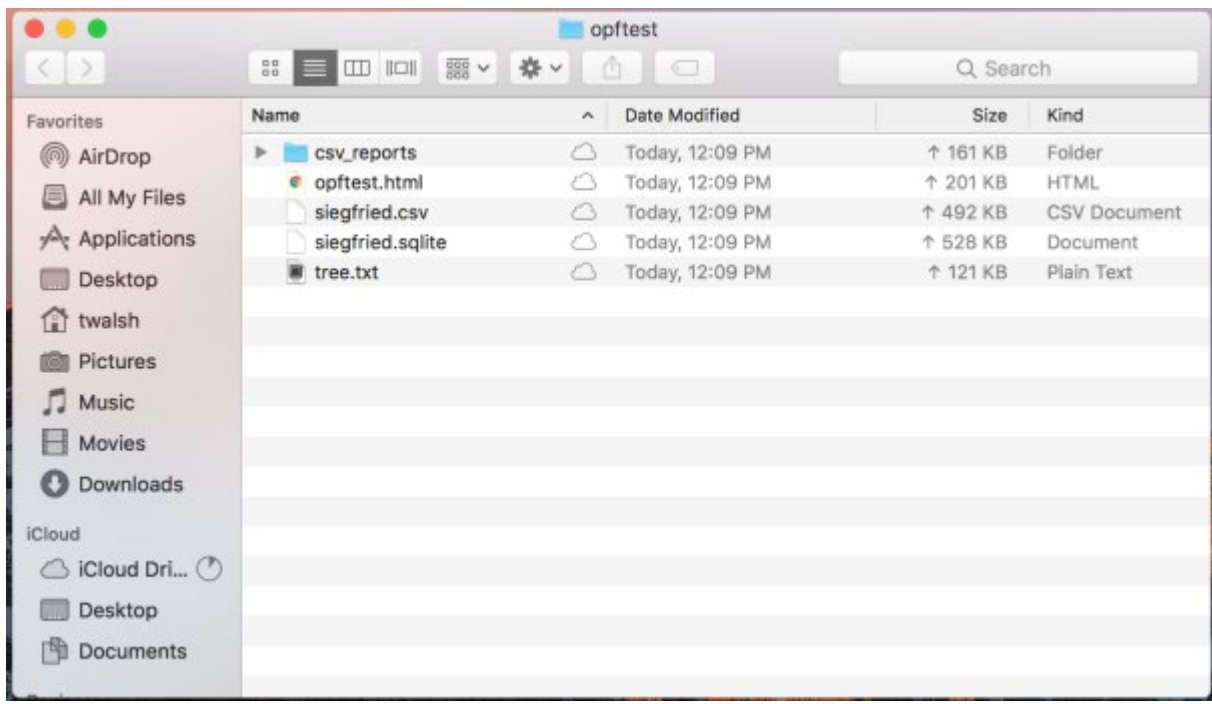 opftest
Search
Favorites
AirDrop
All My Files
Applications
Desktop
twalsh
Pictures
Music
Movies
Downloads
iCloud
iCloud Dri...
Desktop
Documents
Name Date Modified Size Kind
csv_reports Today, 12:09 PM ↑ 161 KB Folder
opftest.html Today, 12:09 PM ↑ 201 KB HTML
siegfried.csv Today, 12:09 PM ↑ 492 KB CSV Document
siegfried.sqlite Today, 12:09 PM ↑ 528 KB Document
tree.txt Today, 12:09 PM ↑ 121 KB Plain Text